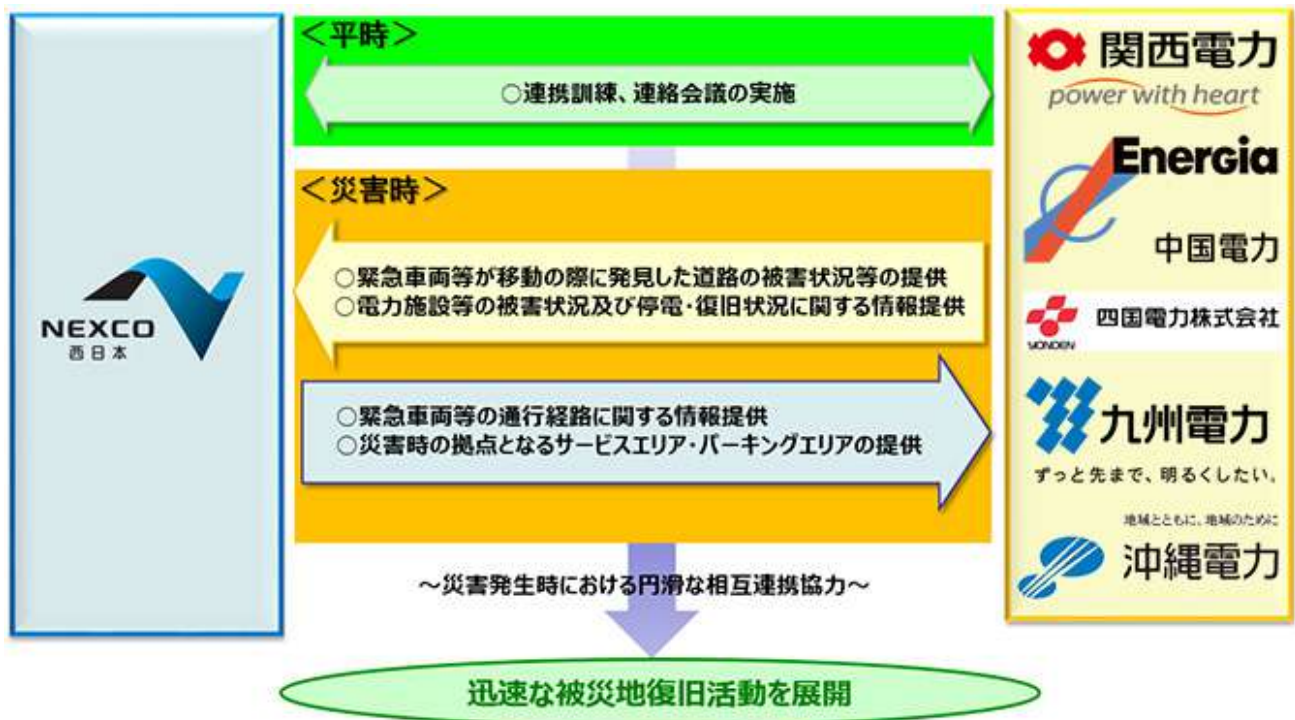 ＜平時＞
○連携訓練、連絡会議の実施
＜災害時＞
○緊急車両等が移動の際に発見した道路の被害状況等の提供
○電力施設等の被害状況及び停電・復旧状況に関する情報提供
○緊急車両等の通行経路に関する情報提供
○災害時の拠点となるサービスエリア・パーキングエリアの提供
～災害発生時における円滑な相互連携協力～
迅速な被災地復旧活動を展開
NEXCO
西日本
関西電力
power with heart
Energia
中国電力
四国電力株式会社
YONDEN
九州電力
ずっと先まで、明るくしたい。
地域とともに、地域のために
沖縄電力